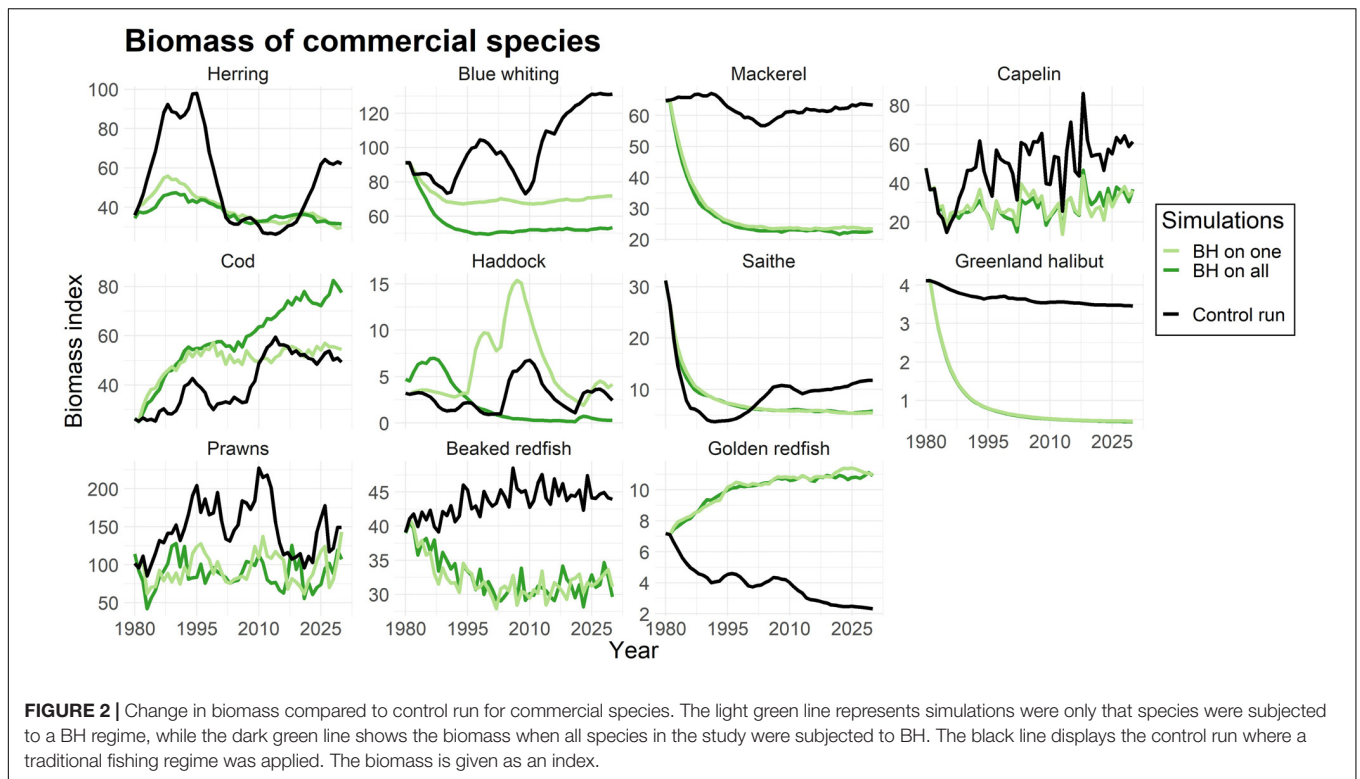 Biomass of commercial species
Herring
Blue whiting
Mackerel
Capelin
100
80
60
40
120
100
80
60
60
50
40
30
20
80
60
40
20
Cod
Haddock
Saithe
Greenland halibut
80
60
40
15
10
5
0
30
20
10
4
3
2
1
1980 1995 2010 2025
Prawns
Beaked redfish
Golden redfish
200
150
100
50
45
40
35
30
10
8
6
4
2
1980 1995 2010 2025
1980 1995 2010 2025
1980 1995 2010 2025
Biomass index
Year
Simulations
BH on one
BH on all
Control run
FIGURE 2 | Change in biomass compared to control run for commercial species. The light green line represents simulations were only that species were subjected
to a BH regime, while the dark green line shows the biomass when all species in the study were subjected to BH. The black line displays the control run where a
traditional fishing regime was applied. The biomass is given as an index.